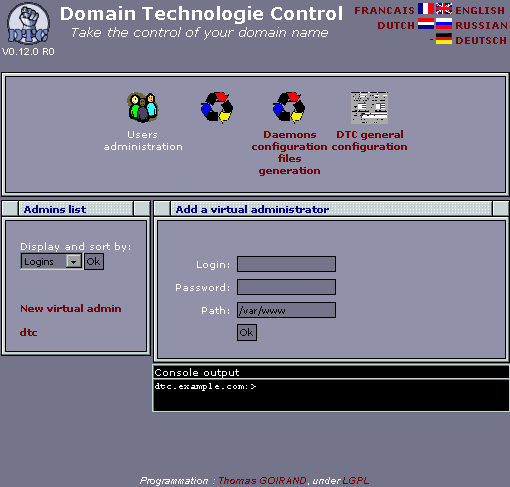 Domain Technologie Control
Take the control of your domain name
FRANCAIS ENGLISH
DUTCH RUSSIAN
- DEUTSCH
DTC
V0.12.0 R0
Users
administration
Daemons
configuration
files
generation
DTC general
configuration
Admins list
Display and sort by:
Logins Ok
New virtual admin
dtc
Add a virtual administrator
Login:
Password:
Path: /var/www
Ok
Console output
dtc.example.com:>
Programmation : Thomas GOIRAND, under LGPL